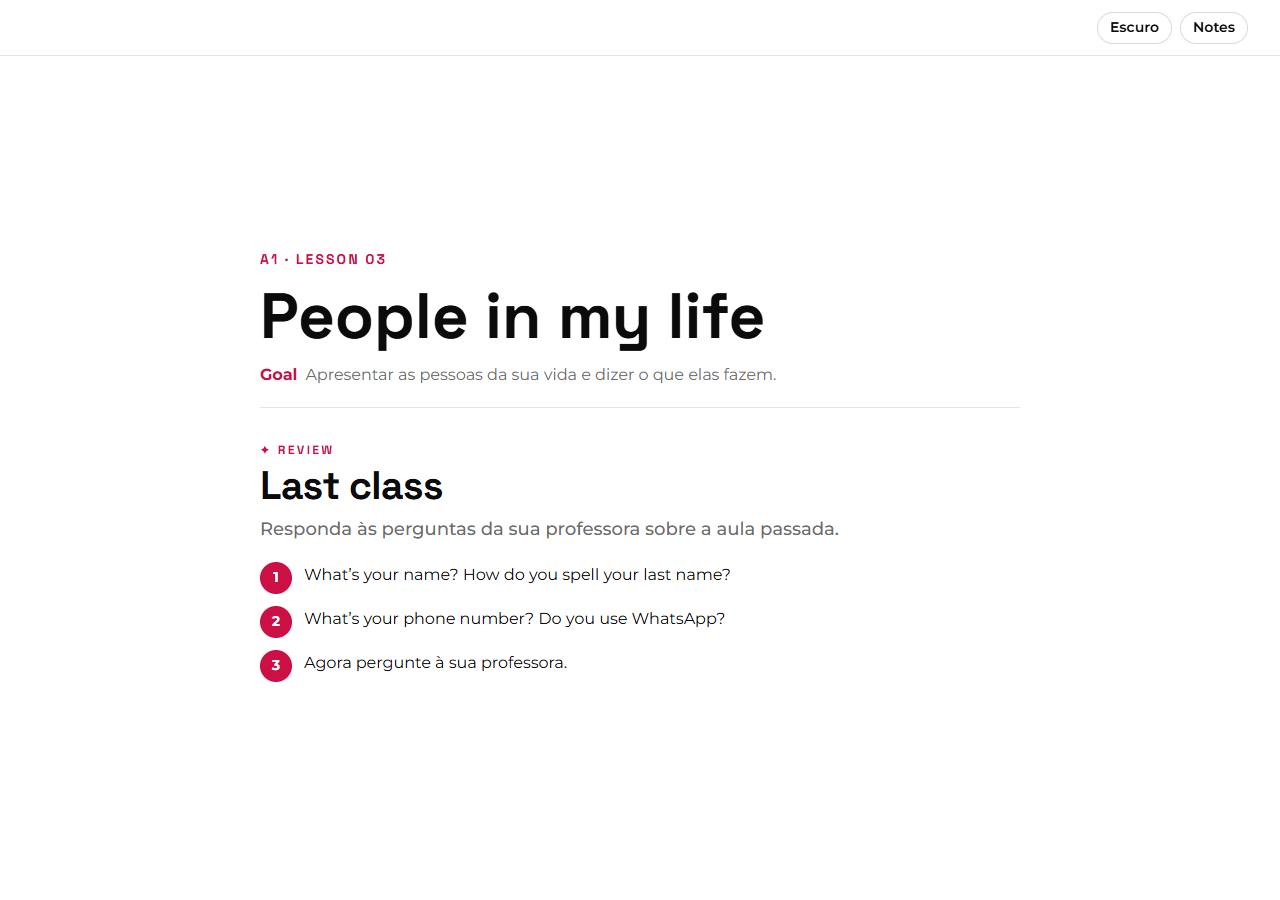 Escuro Notes
A1 · LESSON 03
People in my life
Goal Apresentar as pessoas da sua vida e dizer o que elas fazem.
✦ REVIEW
Last class
Responda às perguntas da sua professora sobre a aula passada.
1 What’s your name? How do you spell your last name?
2 What’s your phone number? Do you use WhatsApp?
3 Agora pergunte à sua professora.